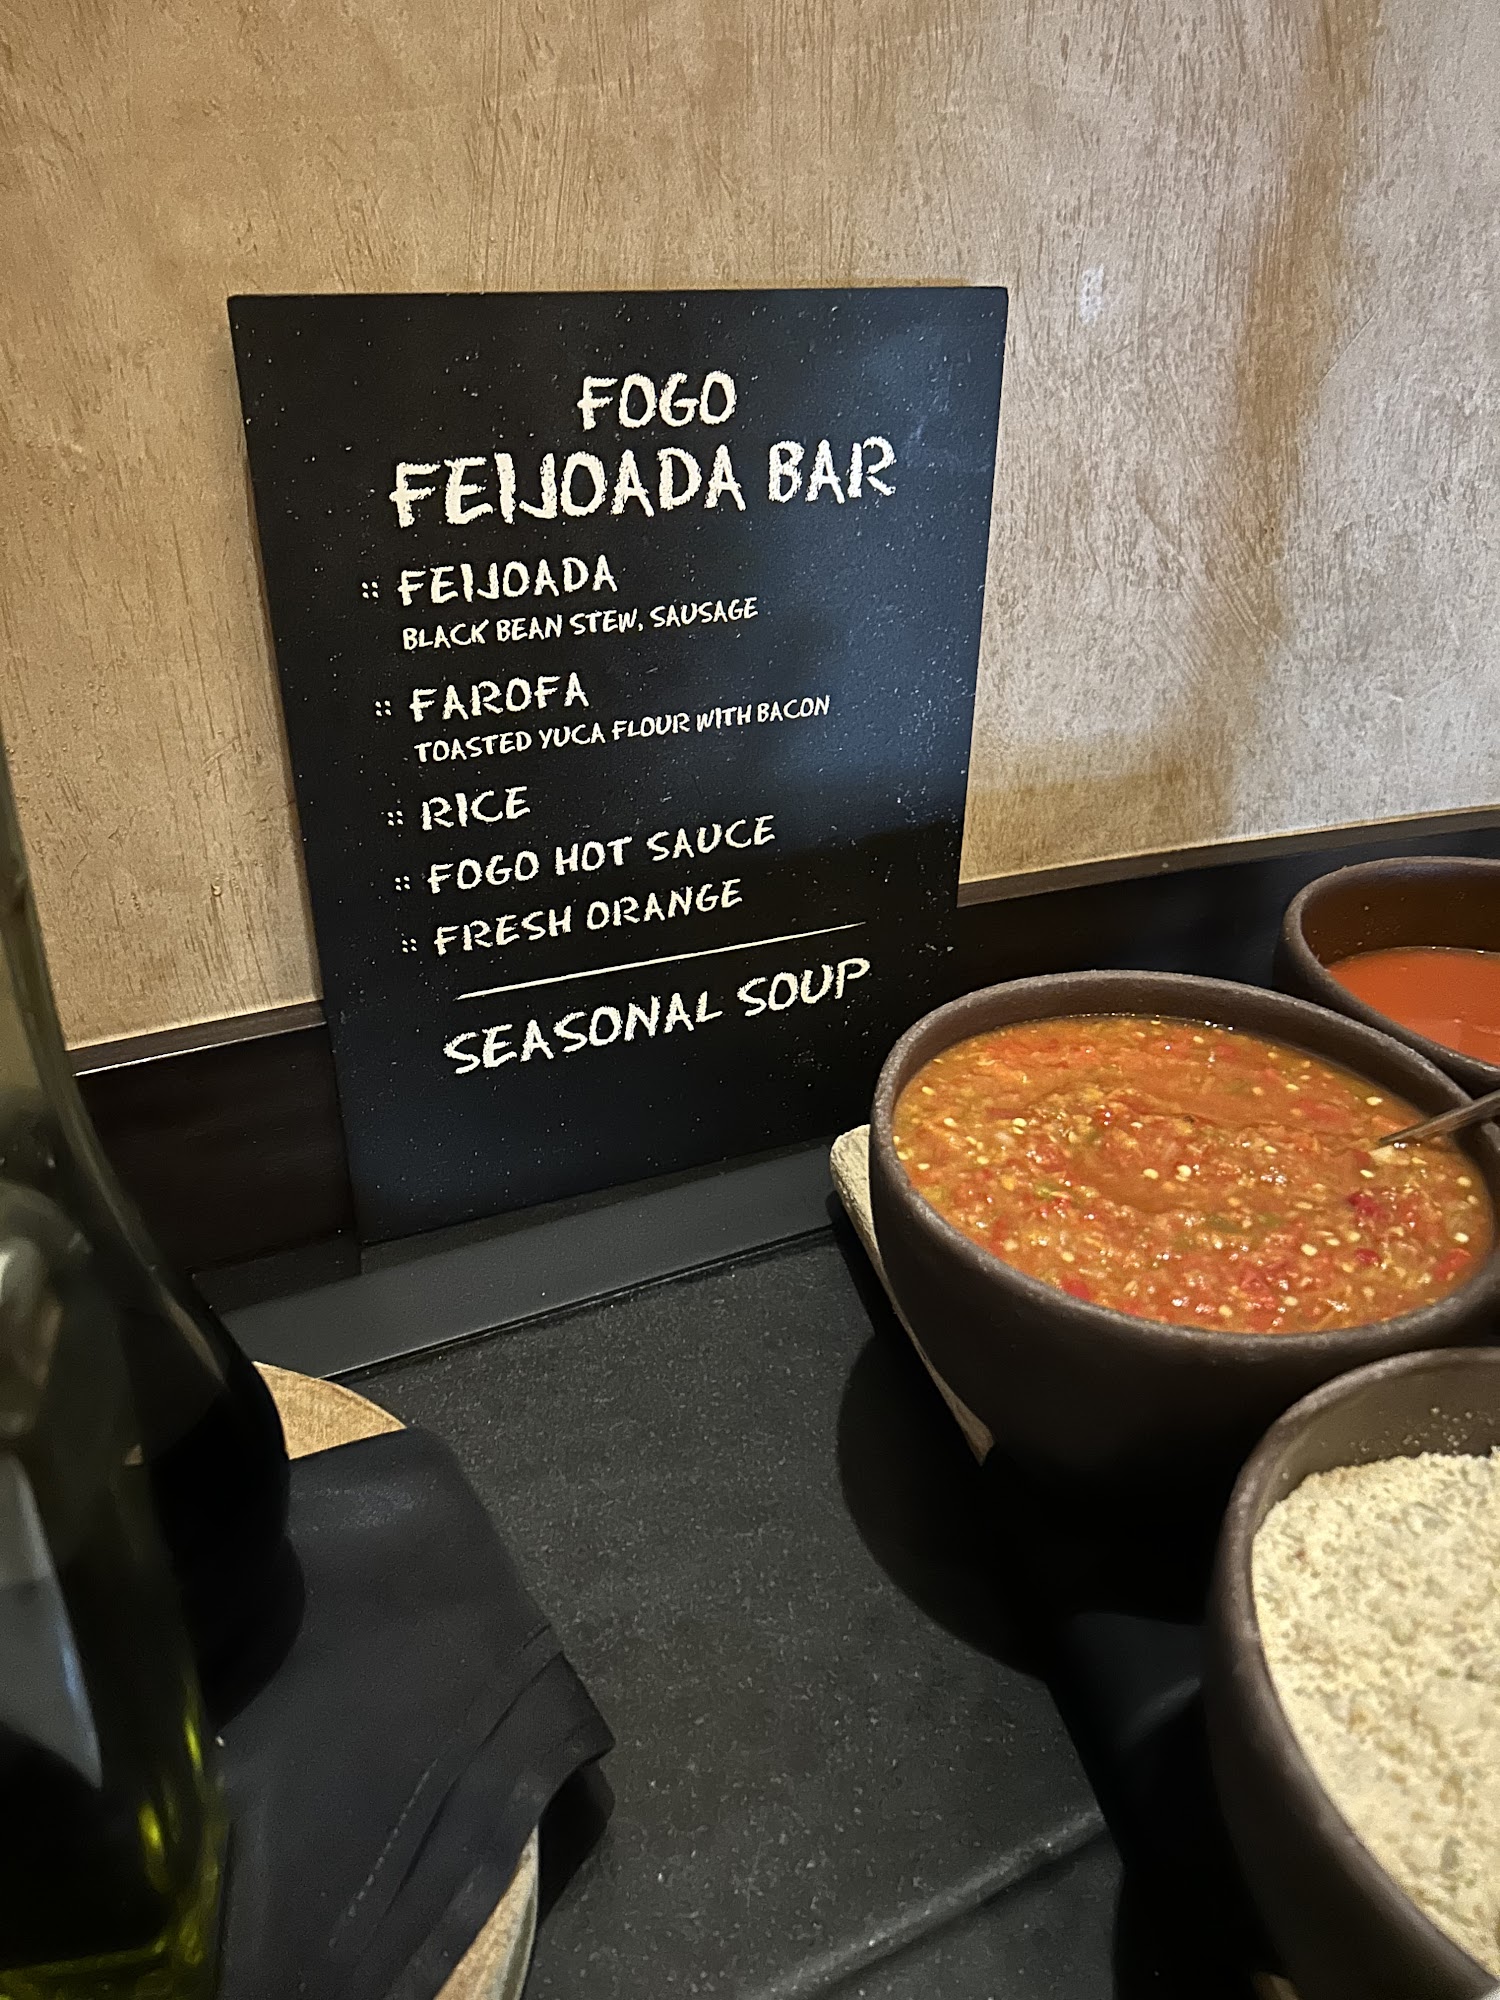 FOGO
FEIJOADA BAR
:: FEIJOADA
BLACK BEAN STEW, SAUSAGE
:: FAROFA
TOASTED YUCA FLOUR WITH BACON
:: RICE
:: FOGO HOT SAUCE
:: FRESH ORANGE
SEASONAL SOUP